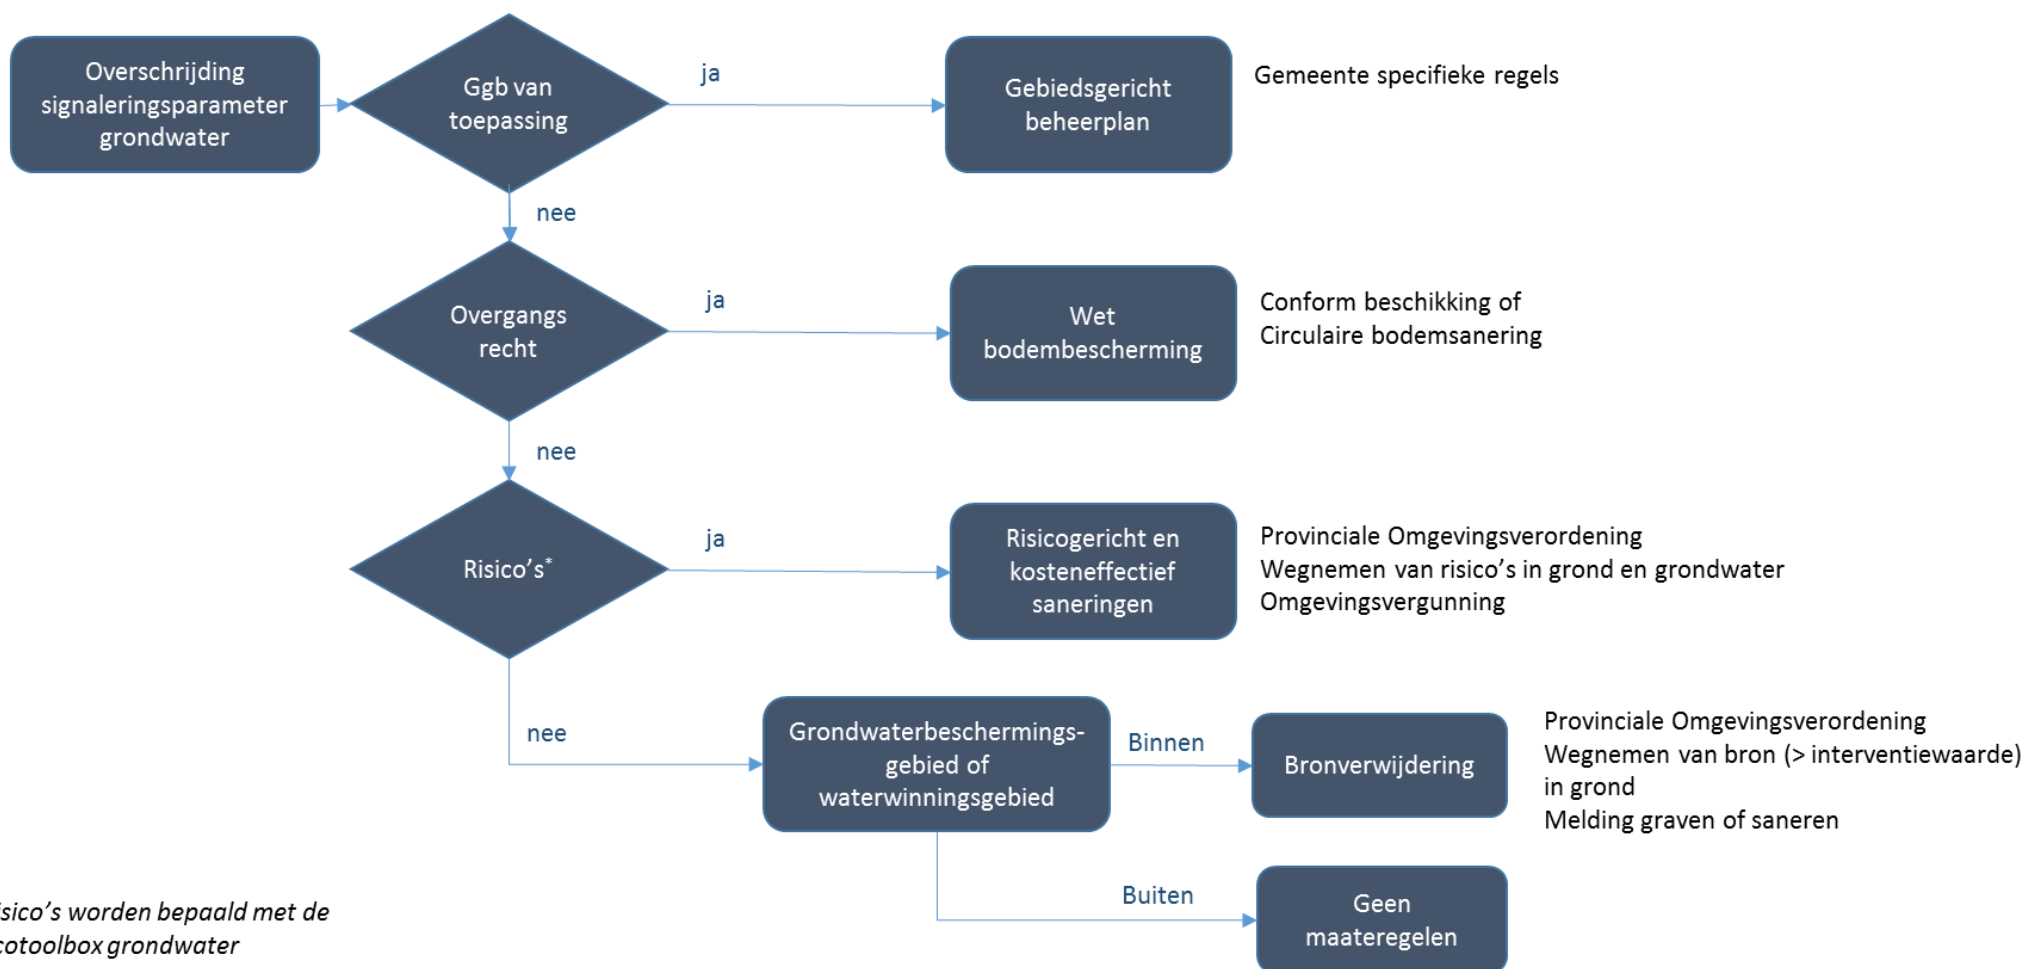 Overschrijding
signaleringsparameter
grondwater
Ggb van
toepassing
ja
Gebiedsgericht
beheerplan
Gemeente specifieke regels
nee
Overgangs
recht
ja
Wet
bodembescherming
Conform beschikking of
Circulaire bodemsanering
nee
Risico's*
ja
Risicogericht en
kosteneffectief
saneringen
Provinciale Omgevingsverordening
Wegnemen van risico's in grond en grondwater
Omgevingsvergunning
nee
Grondwaterbeschermings-
gebied of
waterwinningsgebied
Binnen
Bronverwijdering
Provinciale Omgevingsverordening
Wegnemen van bron (> interventiewaarde)
in grond
Melding graven of saneren
Buiten
Geen
maateregelen
isico's worden bepaald met de
cotoolbox grondwater